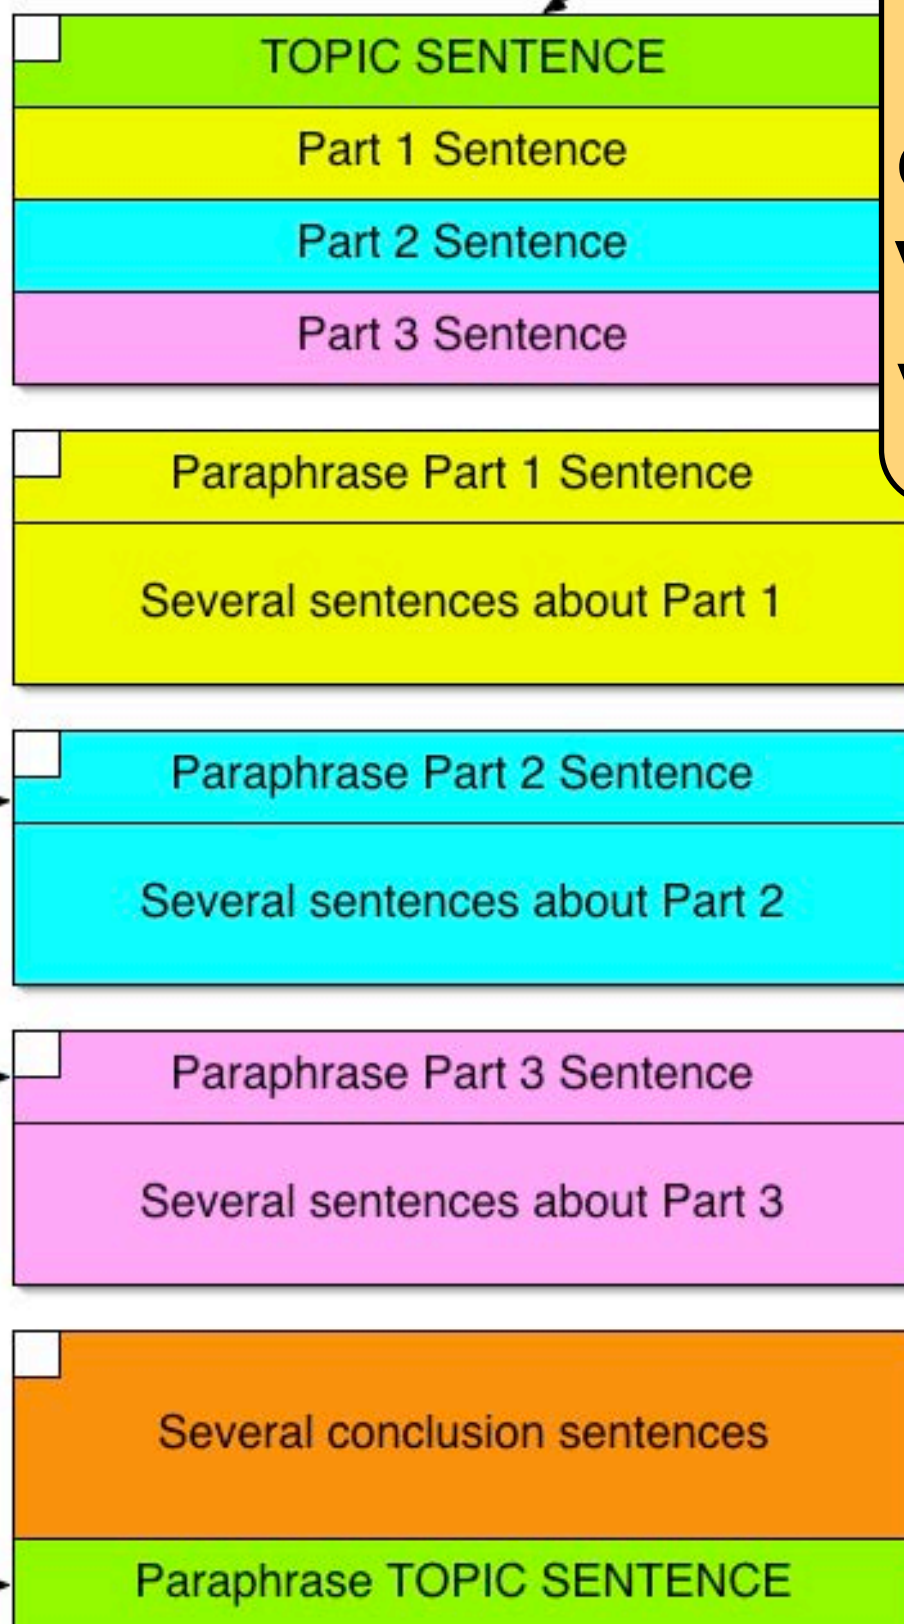 TOPIC SENTENCE
Part 1 Sentence
Part 2 Sentence
Part 3 Sentence
Paraphrase Part 1 Sentence
Several sentences about Part 1
Paraphrase Part 2 Sentence
Several sentences about Part 2
Paraphrase Part 3 Sentence
Several sentences about Part 3
Several conclusion sentences
Paraphrase TOPIC SENTENCE